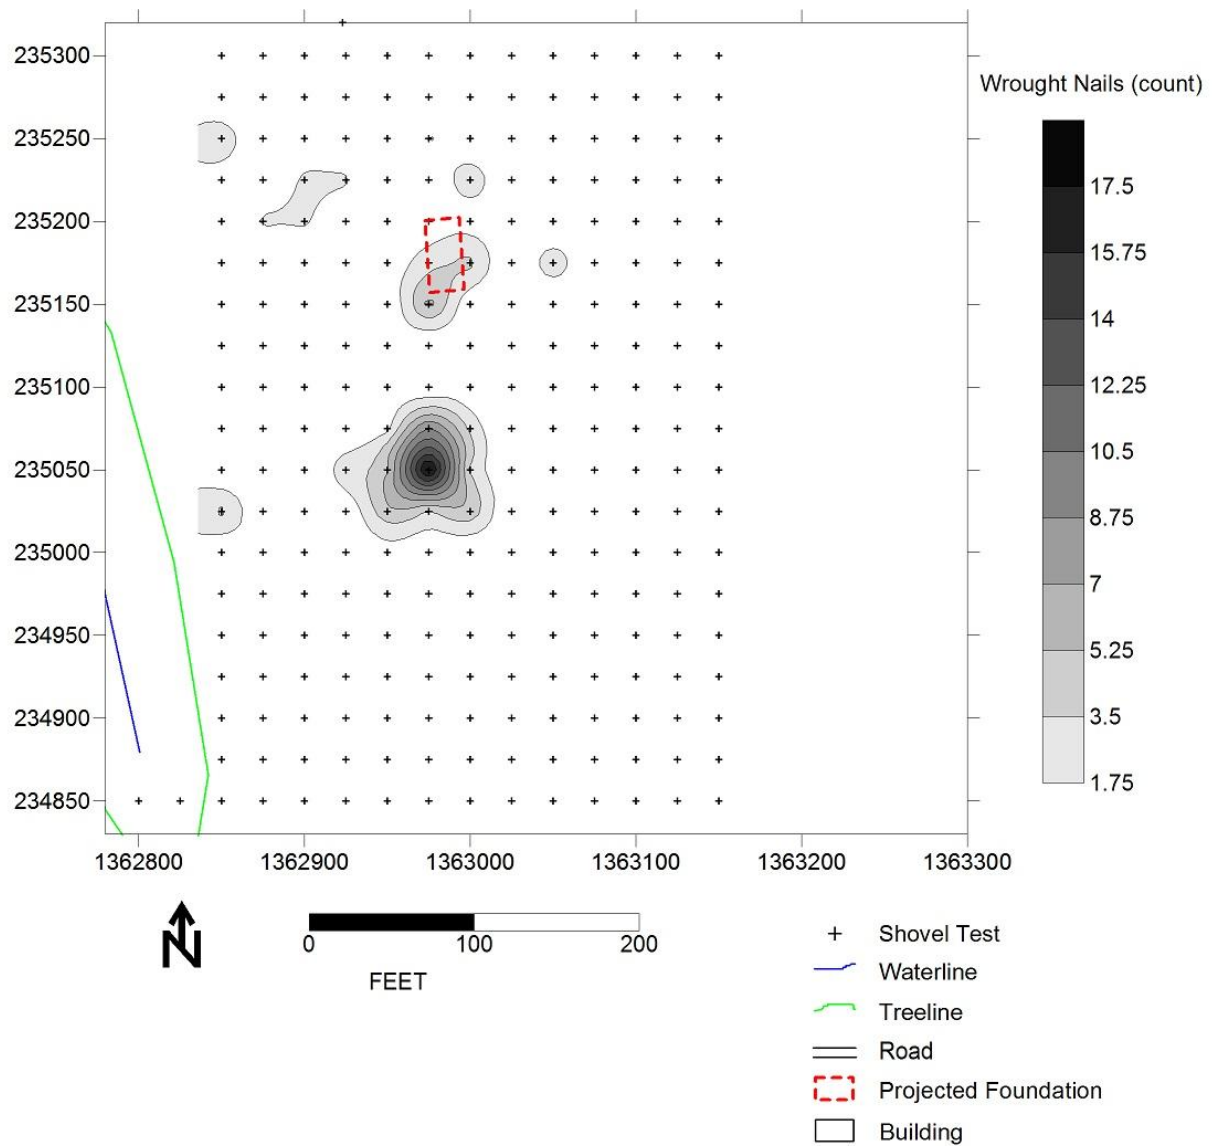 Wrought Nails (count)
235300
235250
235200
235150
235100
235050
235000
234950
234900
234850
17.5
15.75
14
12.25
10.5
8.75
7
5.25
3.5
1.75
1362800 1362900 1363000 1363100 1363200 1363300
N
0 100 200
FEET
Shovel Test
Waterline
Treeline
Road
Projected Foundation
Building